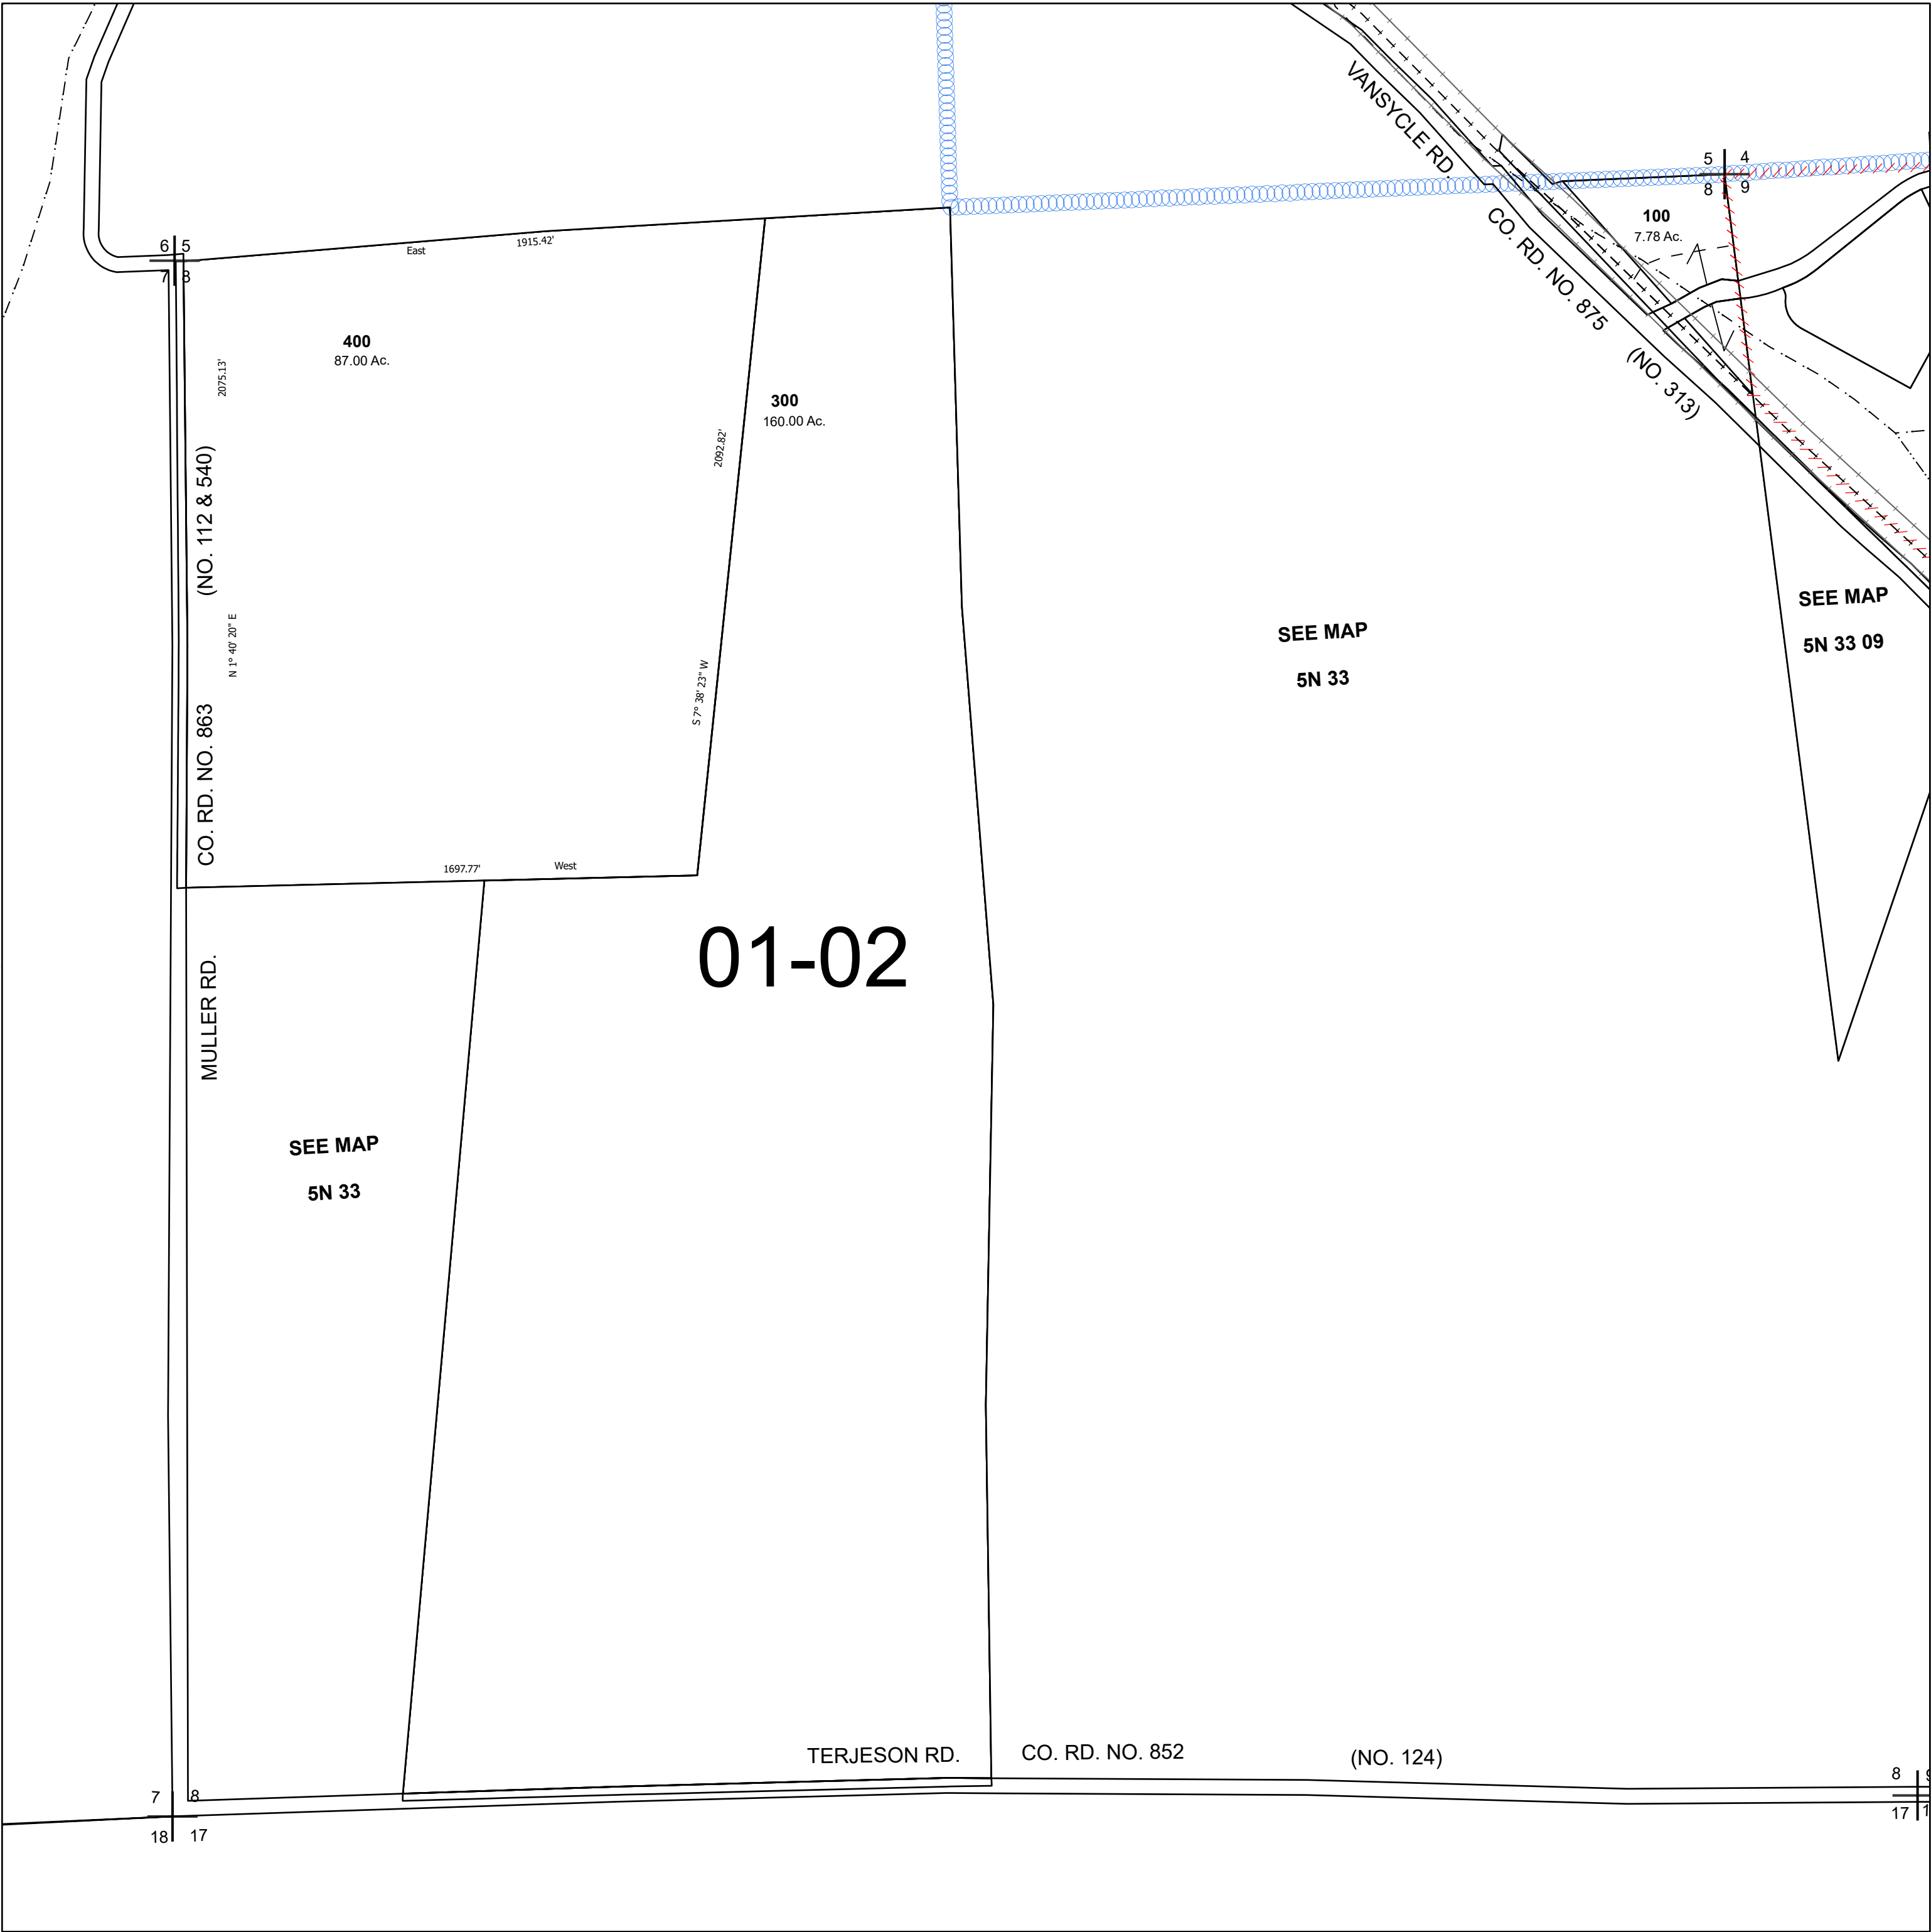 VANSYCLE RD.
5 4
8 9
100
7.78 Ac.
CO. RD. NO. 875
(NO. 313)
6 5
7 8
East
1915.42'
400
87.00 Ac.
2075.13'
300
160.00 Ac.
2092.82'
(NO. 112 & 540)
N 1° 40' 20" E
S 7° 38' 23" W
SEE MAP
5N 33
SEE MAP
5N 33 09
CO. RD. NO. 863
1697.77'
West
01-02
MULLER RD.
SEE MAP
5N 33
TERJESON RD.
CO. RD. NO. 852
(NO. 124)
7 8
18 17
8 9
17 1